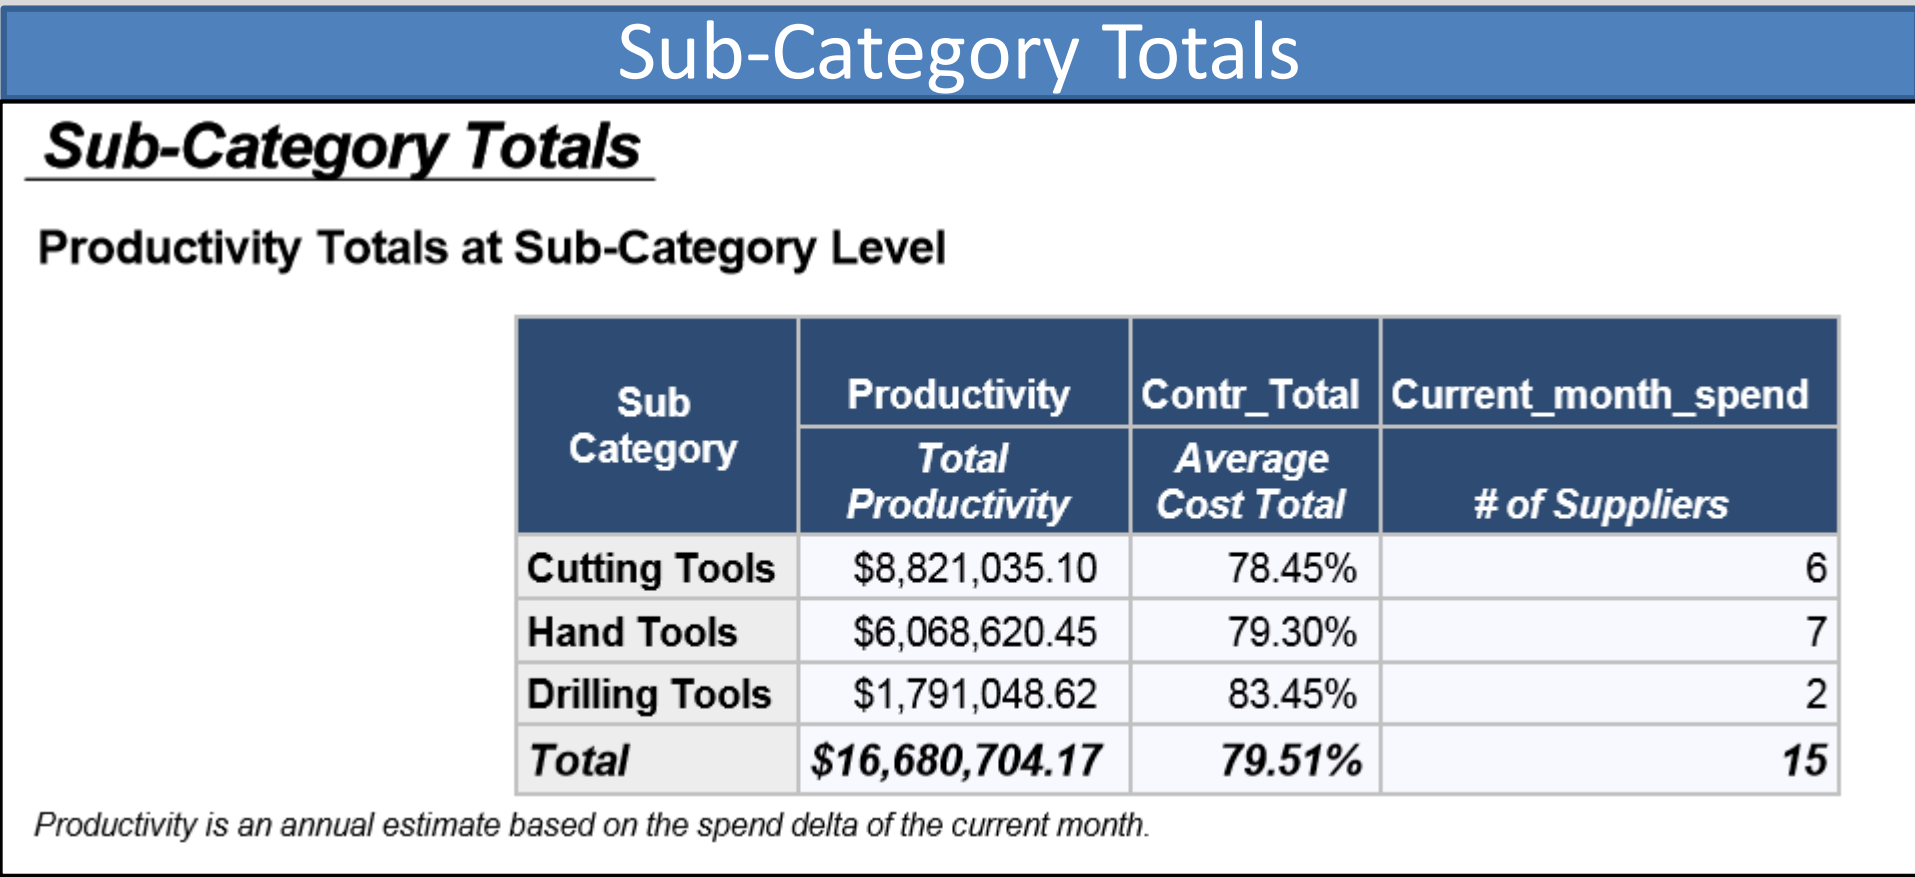 Sub-Category Totals
Sub-Category Totals
Productivity Totals at Sub-Category Level
Sub Category Productivity Contr_Total Current_month_spend
Total Productivity Average Cost Total # of Suppliers
Cutting Tools $8,821,035.10 78.45% 6
Hand Tools $6,068,620.45 79.30% 7
Drilling Tools $1,791,048.62 83.45% 2
Total $16,680,704.17 79.51% 15
Productivity is an annual estimate based on the spend delta of the current month.